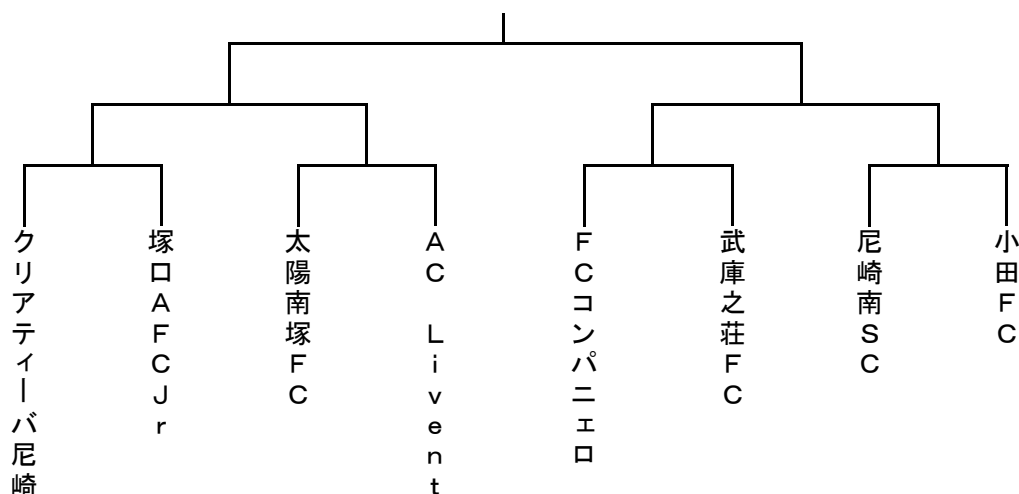 クリアティーバ尼崎
塚口AFCJr
太陽南塚FC
AC Livent
FCコンパニェロ
武庫之荘FC
尼崎南SC
小田FC